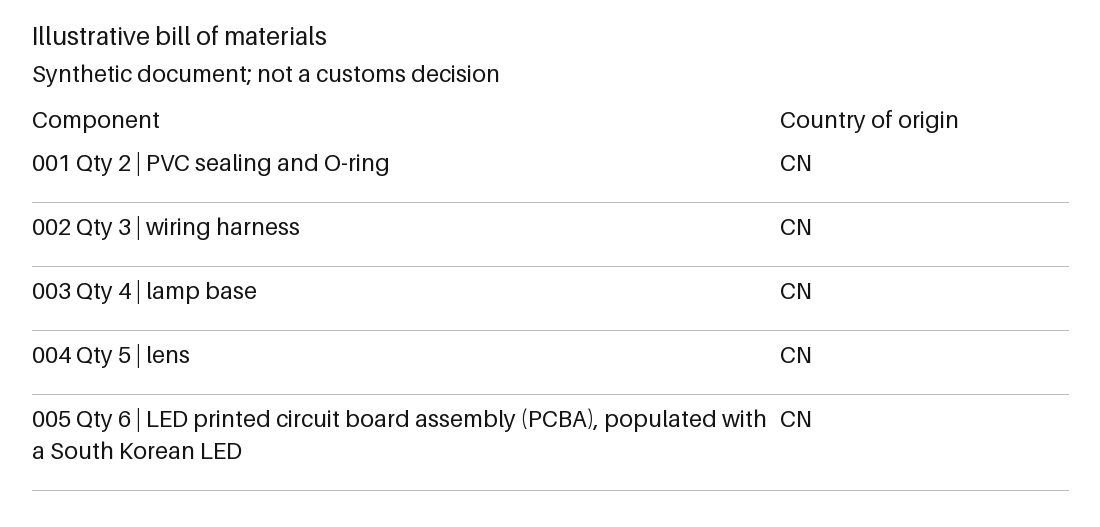 Illustrative bill of materials
Synthetic document; not a customs decision
Component Country of origin
001 Qty 2 | PVC sealing and O-ring CN
002 Qty 3 | wiring harness CN
003 Qty 4 | lamp base CN
004 Qty 5 | lens CN
005 Qty 6 | LED printed circuit board assembly (PCBA), populated with CN
a South Korean LED